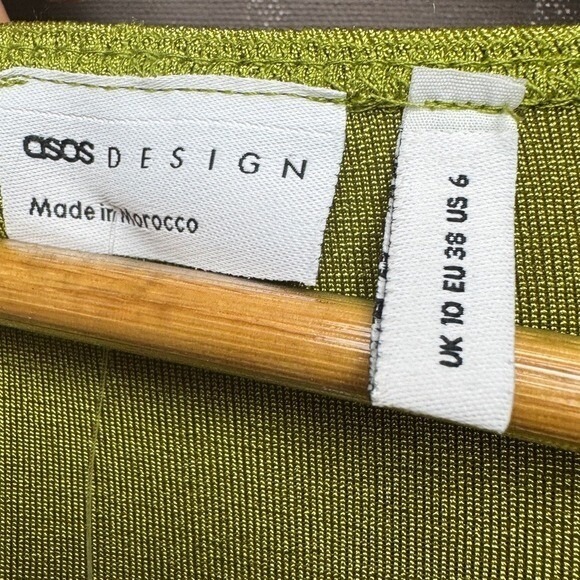 asos DESIGN
Made in Morocco
UK 10 EU 38 US 6